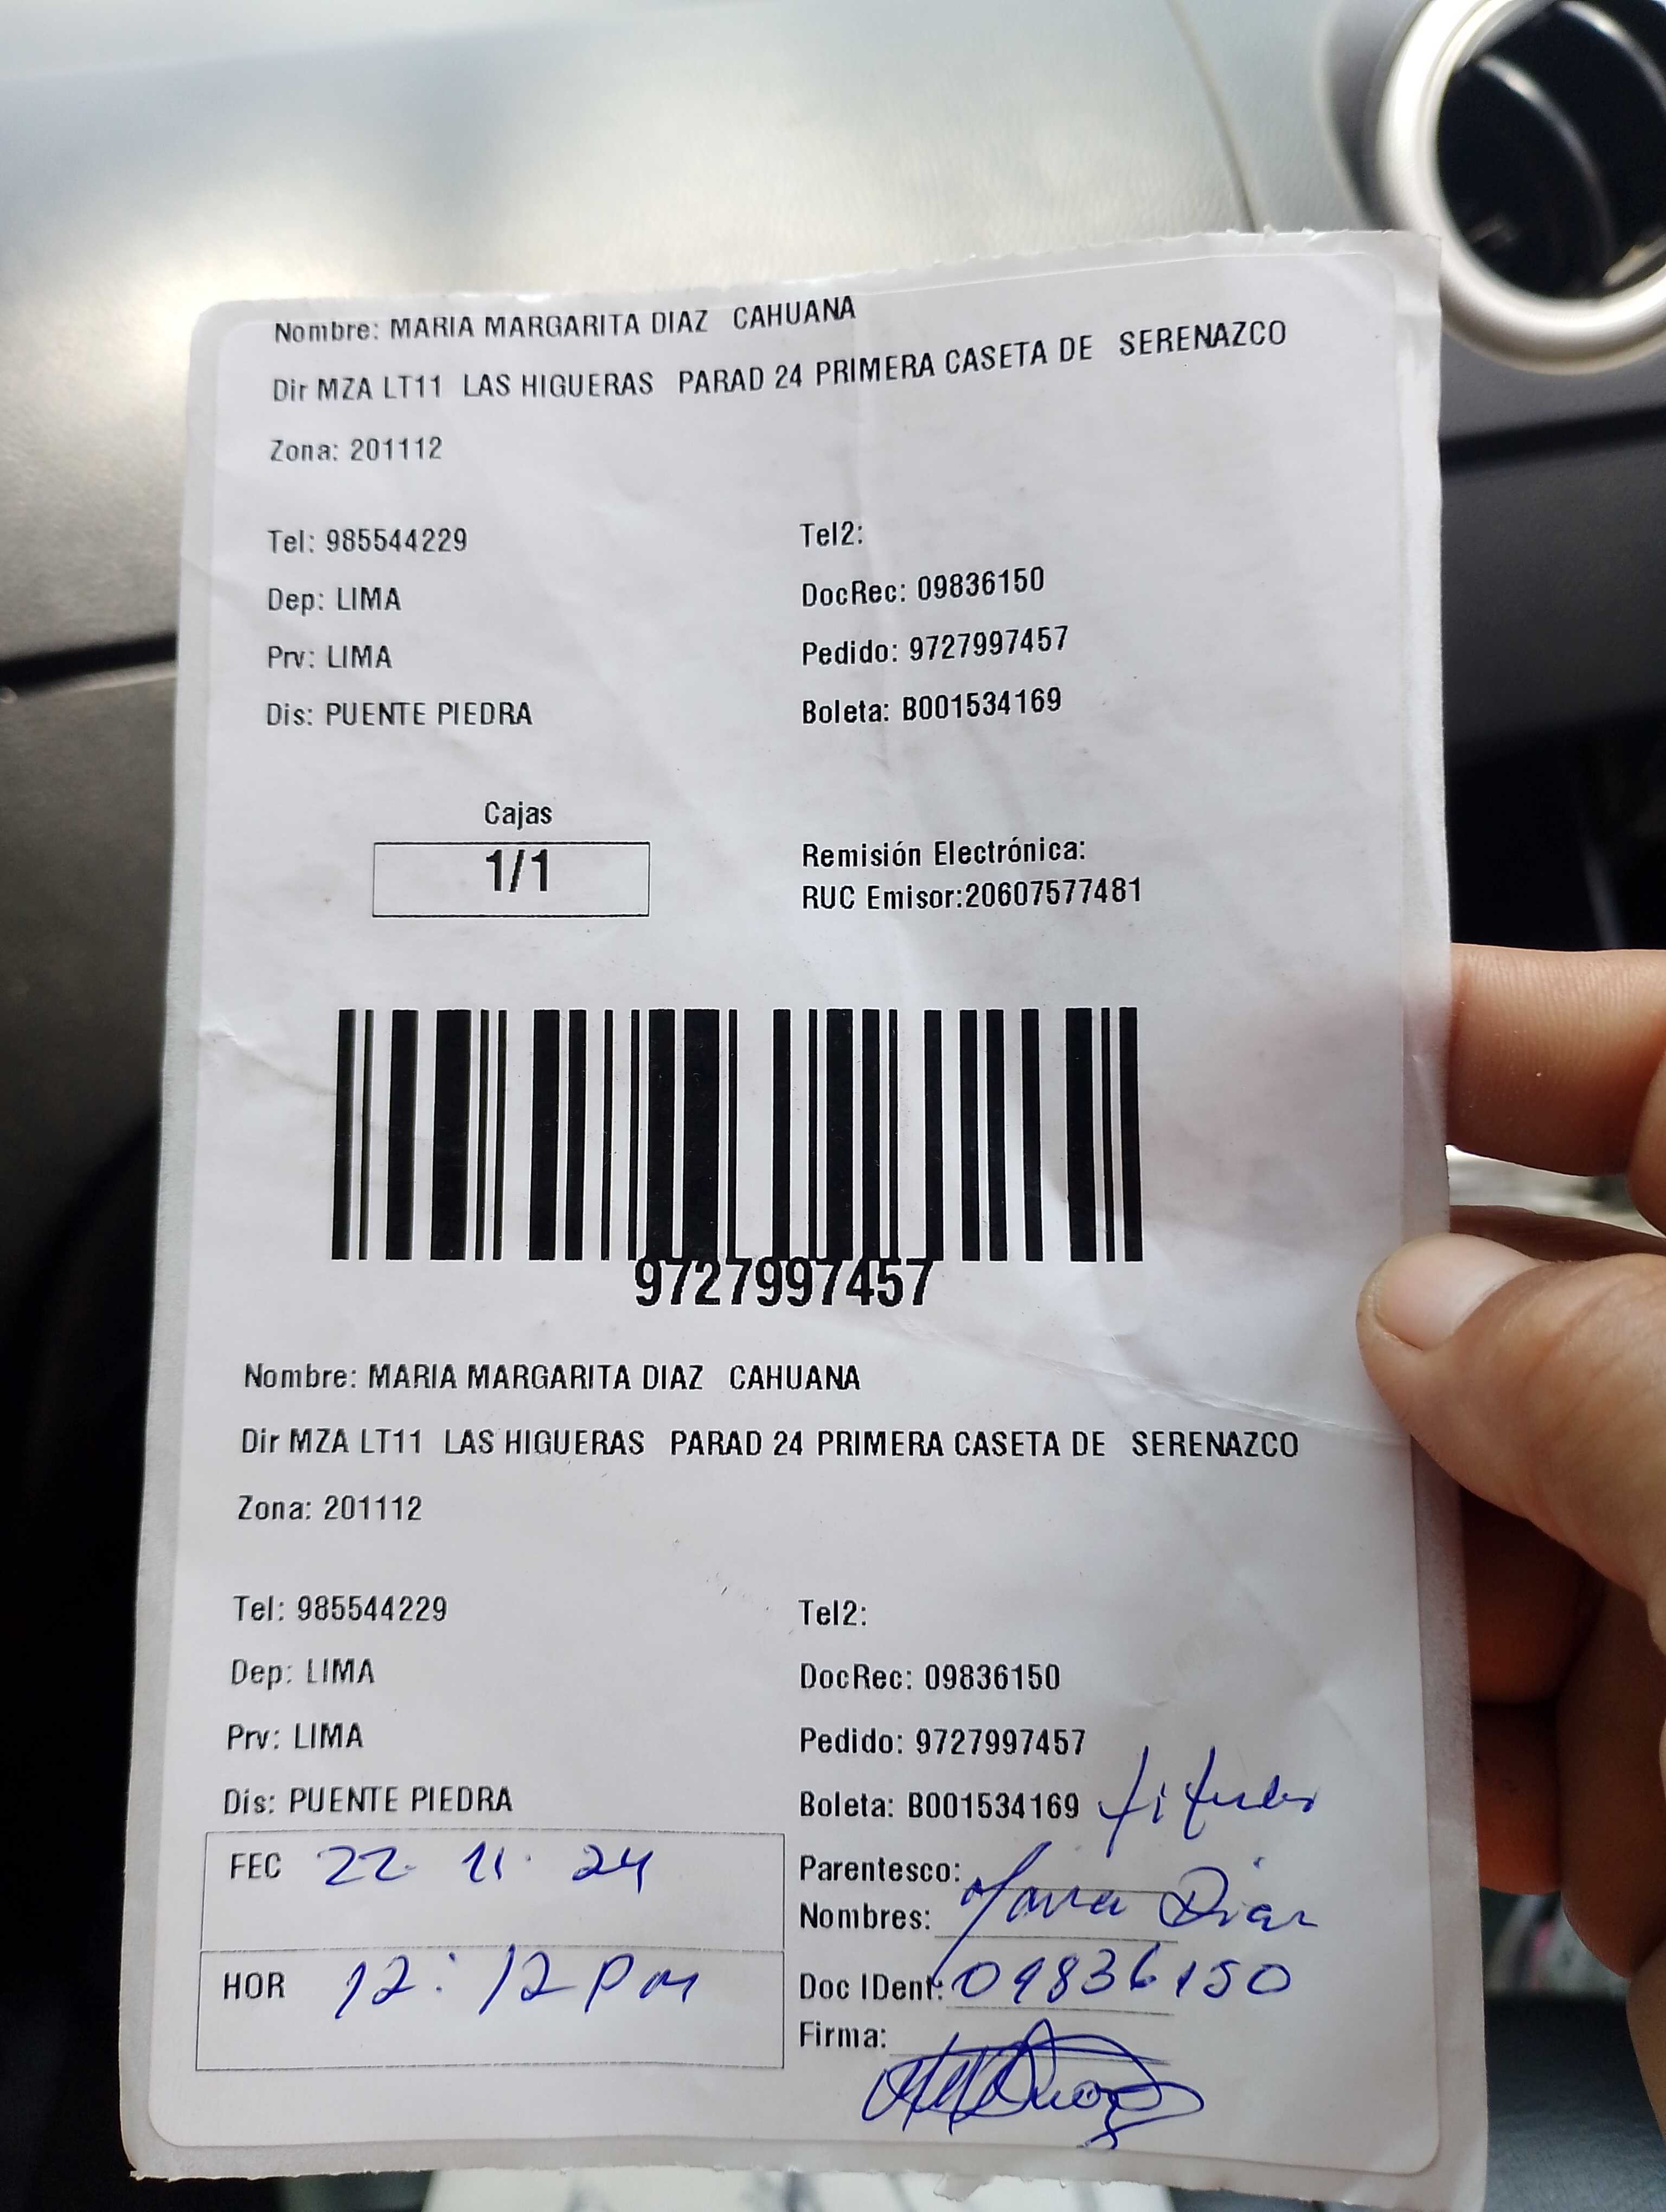 Nombre: MARIA MARGARITA DIAZ CAHUANA
Dir MZA LT11 LAS HIGUERAS PARAD 24 PRIMERA CASETA DE SERENAZCO
Zona: 201112
Tel: 985544229 Tel2:
Dep: LIMA DocRec: 09836150
Prv: LIMA Pedido: 9727997457
Dis: PUENTE PIEDRA Boleta: B001534169
Cajas
1/1
Remisión Electrónica:
RUC Emisor:20607577481
9727997457
Nombre: MARIA MARGARITA DIAZ CAHUANA
Dir MZA LT11 LAS HIGUERAS PARAD 24 PRIMERA CASETA DE SERENAZCO
Zona: 201112
Tel: 985544229 Tel2:
Dep: LIMA DocRec: 09836150
Prv: LIMA Pedido: 9727997457
Dis: PUENTE PIEDRA Boleta: B001534169
FEC 22 11 24
HOR 12:12 pm
Parentesco: titular
Nombres: Maria Diaz
Doc IDent: 09836150
Firma: